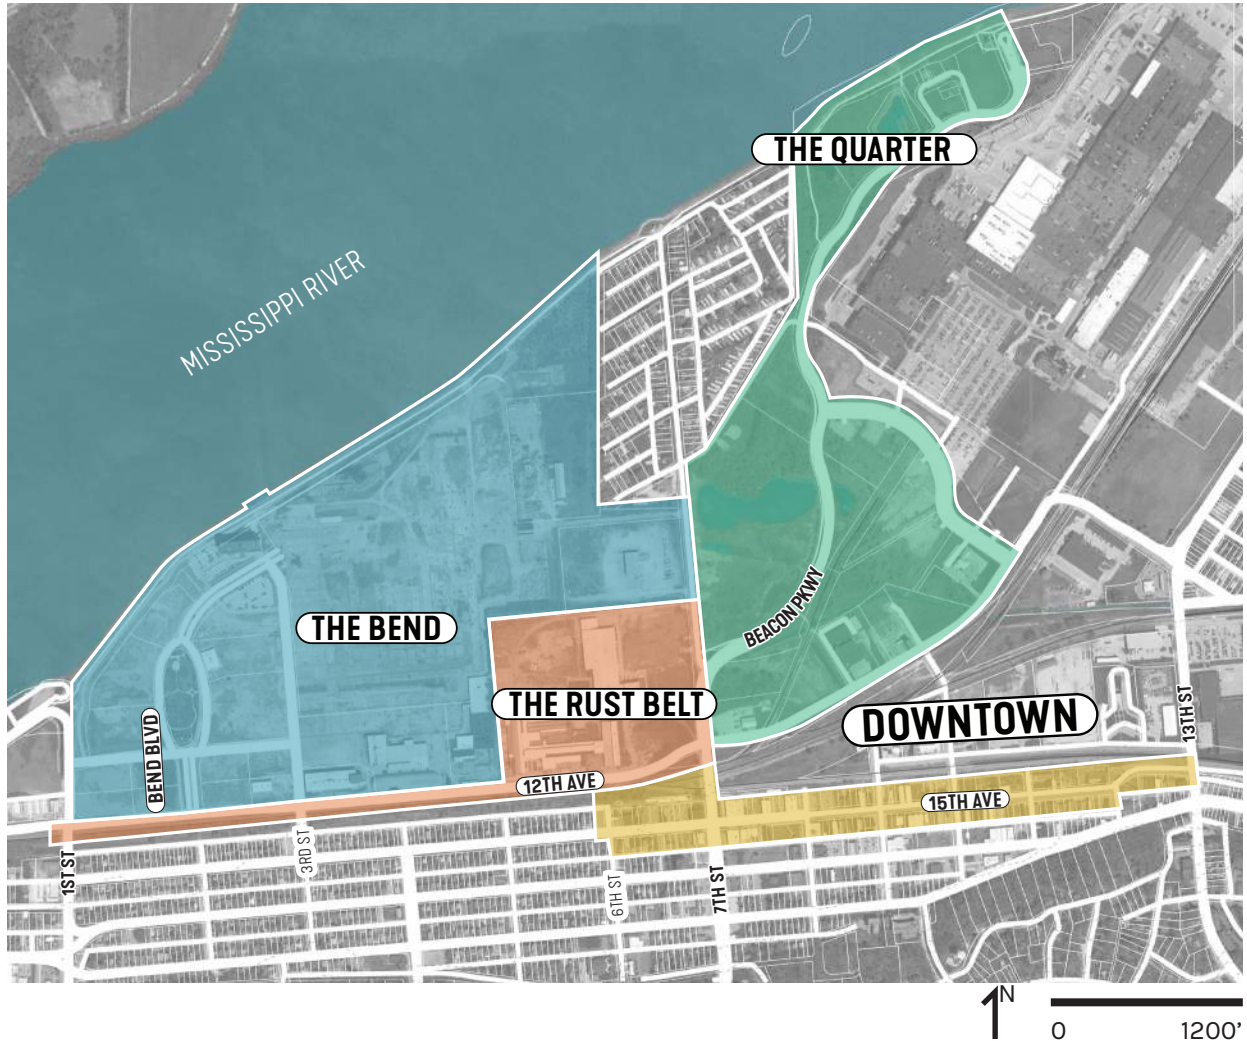 THE QUARTER
MISSISSIPPI RIVER
BEACON PKWY
THE BEND
THE RUST BELT
DOWNTOWN
13TH ST
BEND BLVD
12TH AVE
15TH AVE
1ST ST
3RD ST
6TH ST
7TH ST
N
0 1200'